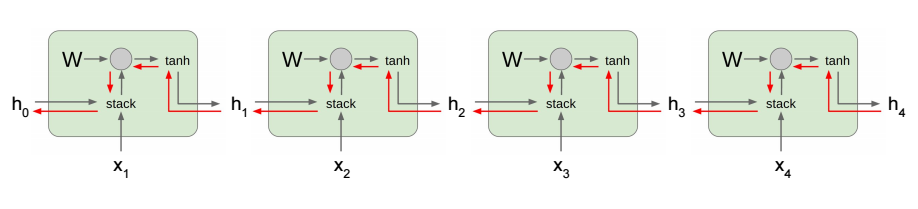 W tanh W tanh W tanh W tanh
h0 stack h1 stack h2 stack h3 stack h4
x1 x2 x3 x4